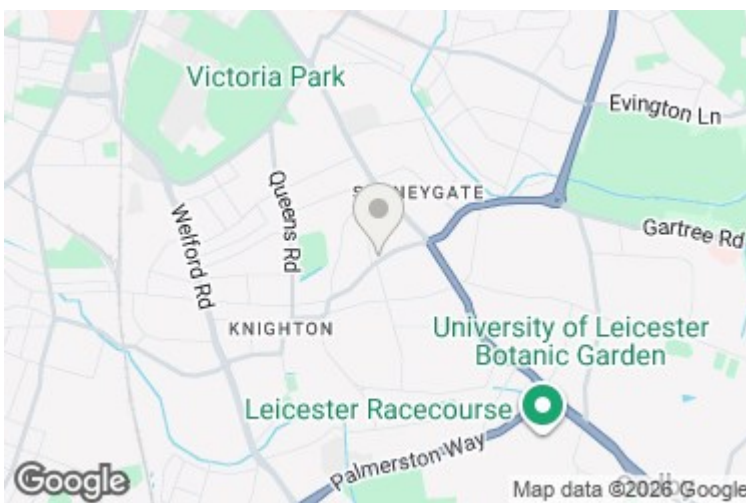 Victoria Park
Evington Ln
Queens Rd
Gartree Rd
Welford Rd
KNIGHTON
University of Leicester
Botanic Garden
Leicester Racecourse
Palmerston Way
Google
Map data ©2026 Google